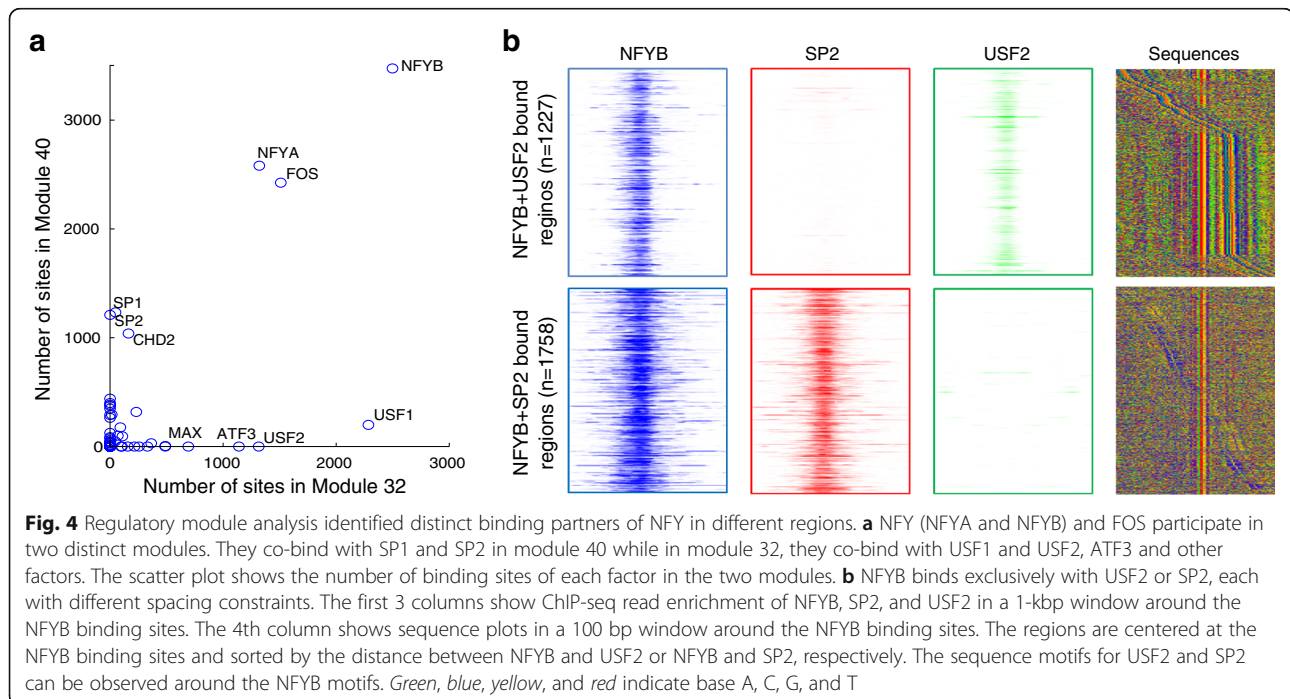 a
Number of sites in Module 40
3000
2000
1000
0
0
1000
2000
3000
Number of sites in Module 32
NFYB
NFYA
FOS
SP1
SP2
CHD2
USF1
MAX
ATF3
USF2
b
NFYB
SP2
USF2
Sequences
NFYB+USF2 bound
reginos (n=1227)
NFYB+SP2 bound
regions (n=1758)
Fig. 4 Regulatory module analysis identified distinct binding partners of NFY in different regions. a NFY (NFYA and NFYB) and FOS participate in
two distinct modules. They co-bind with SP1 and SP2 in module 40 while in module 32, they co-bind with USF1 and USF2, ATF3 and other
factors. The scatter plot shows the number of binding sites of each factor in the two modules. b NFYB binds exclusively with USF2 or SP2, each
with different spacing constraints. The first 3 columns show ChIP-seq read enrichment of NFYB, SP2, and USF2 in a 1-kbp window around the
NFYB binding sites. The 4th column shows sequence plots in a 100 bp window around the NFYB binding sites. The regions are centered at the
NFYB binding sites and sorted by the distance between NFYB and USF2 or NFYB and SP2, respectively. The sequence motifs for USF2 and SP2
can be observed around the NFYB motifs. Green, blue, yellow, and red indicate base A, C, G, and T